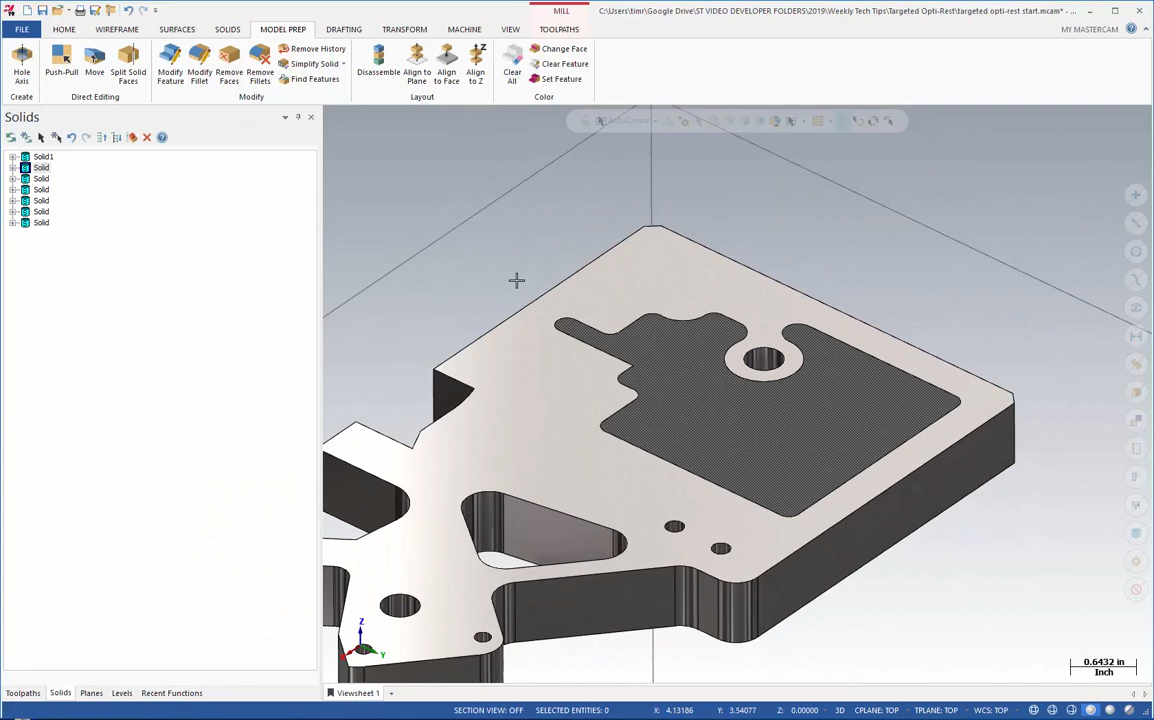 MILL
C:\Users\timr\Google Drive\ST VIDEO DEVELOPER FOLDERS\2019\Weekly Tech Tips\Targeted Opti-Rest\targeted opti-rest start.mcam* - ...
FILE
HOME
WIREFRAME
SURFACES
SOLIDS
MODEL PREP
DRAFTING
TRANSFORM
MACHINE
VIEW
TOOLPATHS
MY MASTERCAM
Hole Axis
Push-Pull
Move
Split Solid Faces
Modify Feature
Modify Fillet
Remove Faces
Remove Fillets
Remove History
Simplify Solid
Find Features
Disassemble
Align to Plane
Align to Face
Align to Z
Clear All
Change Face
Clear Feature
Set Feature
Create
Direct Editing
Modify
Layout
Color
Solids
Solid1
Solid
Solid
Solid
Solid
Solid
Solid
AutoCursor
Z
Y
0.6432 in
Inch
Toolpaths
Solids
Planes
Levels
Recent Functions
Viewsheet 1
+
SECTION VIEW: OFF
SELECTED ENTITIES: 0
X: 4.13186
Y: 3.54077
Z: 0.00000
3D
CPLANE: TOP
TPLANE: TOP
WCS: TOP